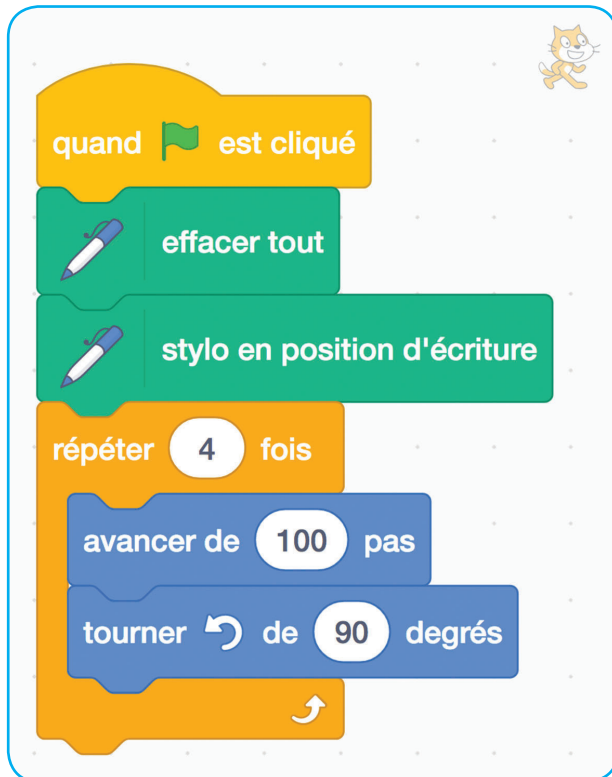 quand est cliqué
effacer tout
stylo en position d'écriture
répéter 4 fois
avancer de 100 pas
tourner de 90 degrés